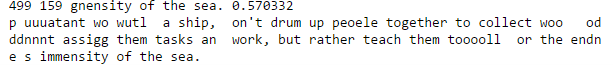 499 159 gnensity of the sea. 0.570332
p uuuatant wo wutl  a ship,  on't drum up peoele together to collect woo   od
ddnnnt assigg them tasks an  work, but rather teach them tooooll  or the endn
e s immensity of the sea.